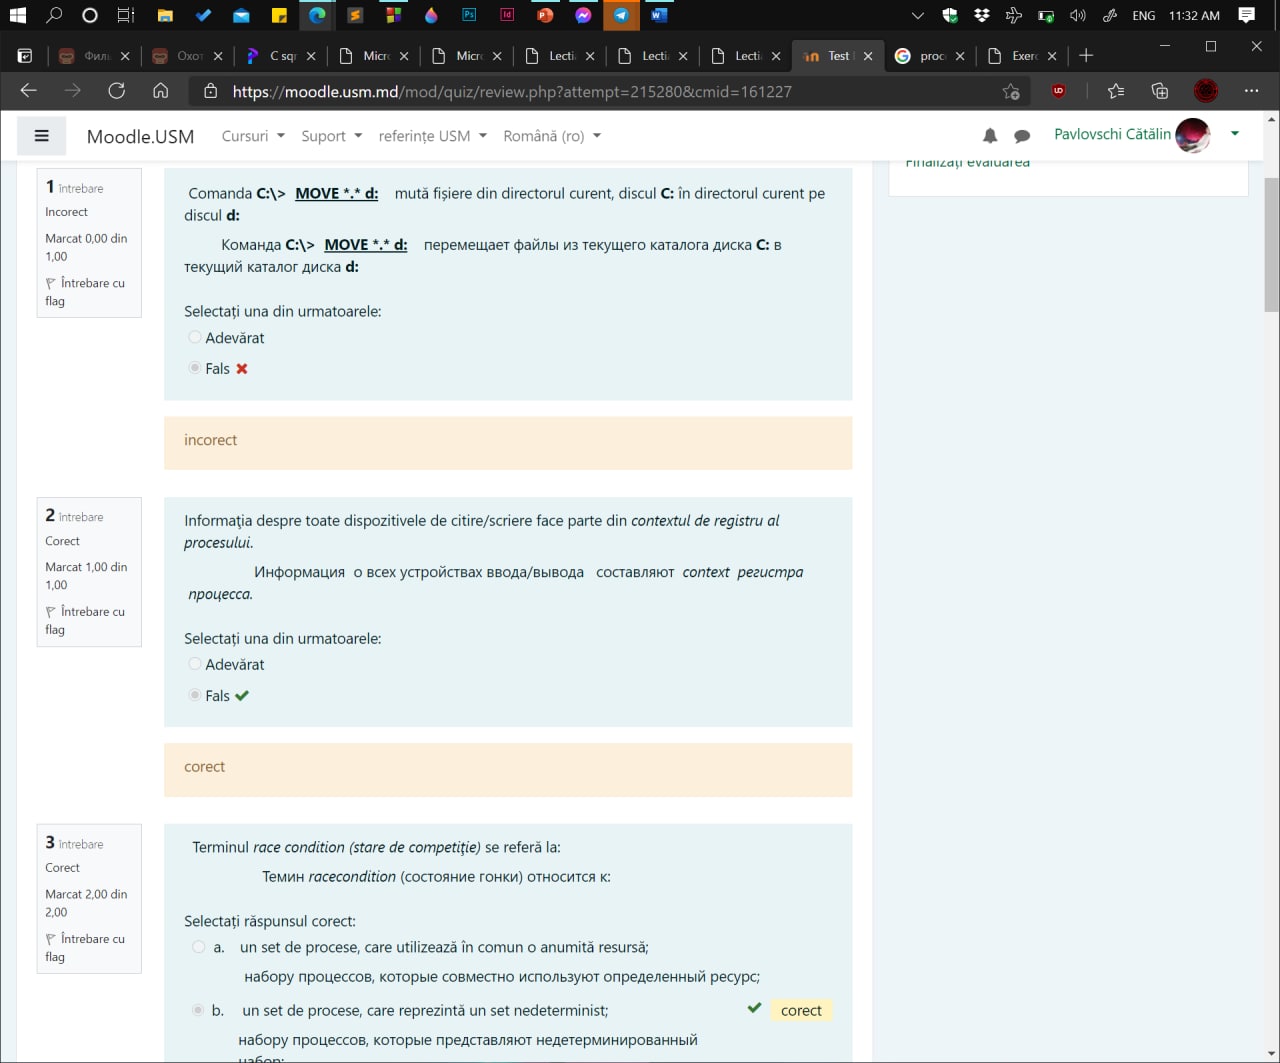 ENG 11:32 AM
Филь
Охот
C sqr
Micro
Micro
Lecti
Lectia
Lectia
Test
proc
Exerc
https://moodle.usm.md/mod/quiz/review.php?attempt=215280&cmid=161227
Moodle.USM Cursuri Support referințe USM Română (ro) Pavlovschi Cătălin
Finalizați evaluarea
1 întrebare
Incorect
Marcat 0,00 din
1,00
Întrebare cu
flag
Comanda C:\> MOVE *.* d: mută fișiere din directorul curent, discul C: în directorul curent pe
discul d:
Команда C:\> MOVE *.* d: перемещает файлы из текущего каталога диска C: в
текущий каталог диска d:
Selectați una din urmatoarele:
Adevărat
Fals
incorect
2 întrebare
Corect
Marcat 1,00 din
1,00
Întrebare cu
flag
Informaţia despre toate dispozitivele de citire/scriere face parte din contextul de registru al
procesului.
Информация о всех устройствах ввода/вывода составляют context регистра
процесса.
Selectați una din urmatoarele:
Adevărat
Fals
corect
3 întrebare
Corect
Marcat 2,00 din
2,00
Întrebare cu
flag
Terminul race condition (stare de competiţie) se referă la:
Темин racecondition (состояние гонки) относится к:
Selectați răspunsul corect:
a. un set de procese, care utilizează în comun o anumită resursă;
набору процессов, которые совместно используют определенный ресурс;
b. un set de procese, care reprezintă un set nedeterminist; corect
набору процессов, которые представляют недетерминированный
набор;